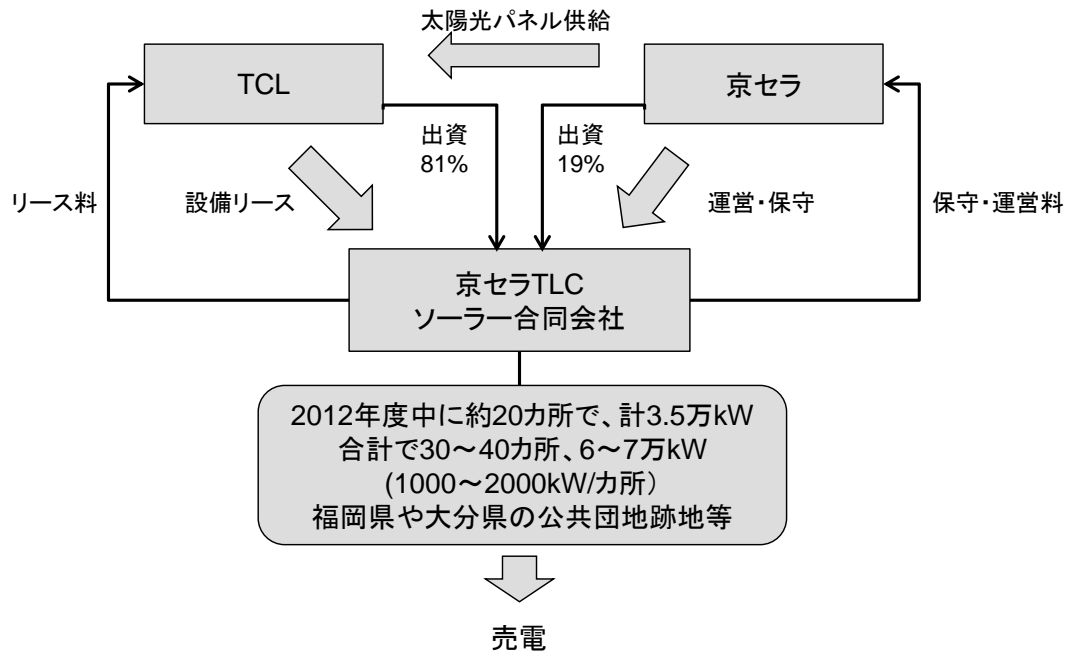 太陽光パネル供給
TCL
京セラ
出資
81%
出資
19%
リース料
設備リース
運営・保守
保守・運営料
京セラTLC
ソーラー合同会社
2012年度中に約20カ所で、計3.5万kW
合計で30～40カ所、6～7万kW
(1000～2000kW/カ所）
福岡県や大分県の公共団地跡地等
売電